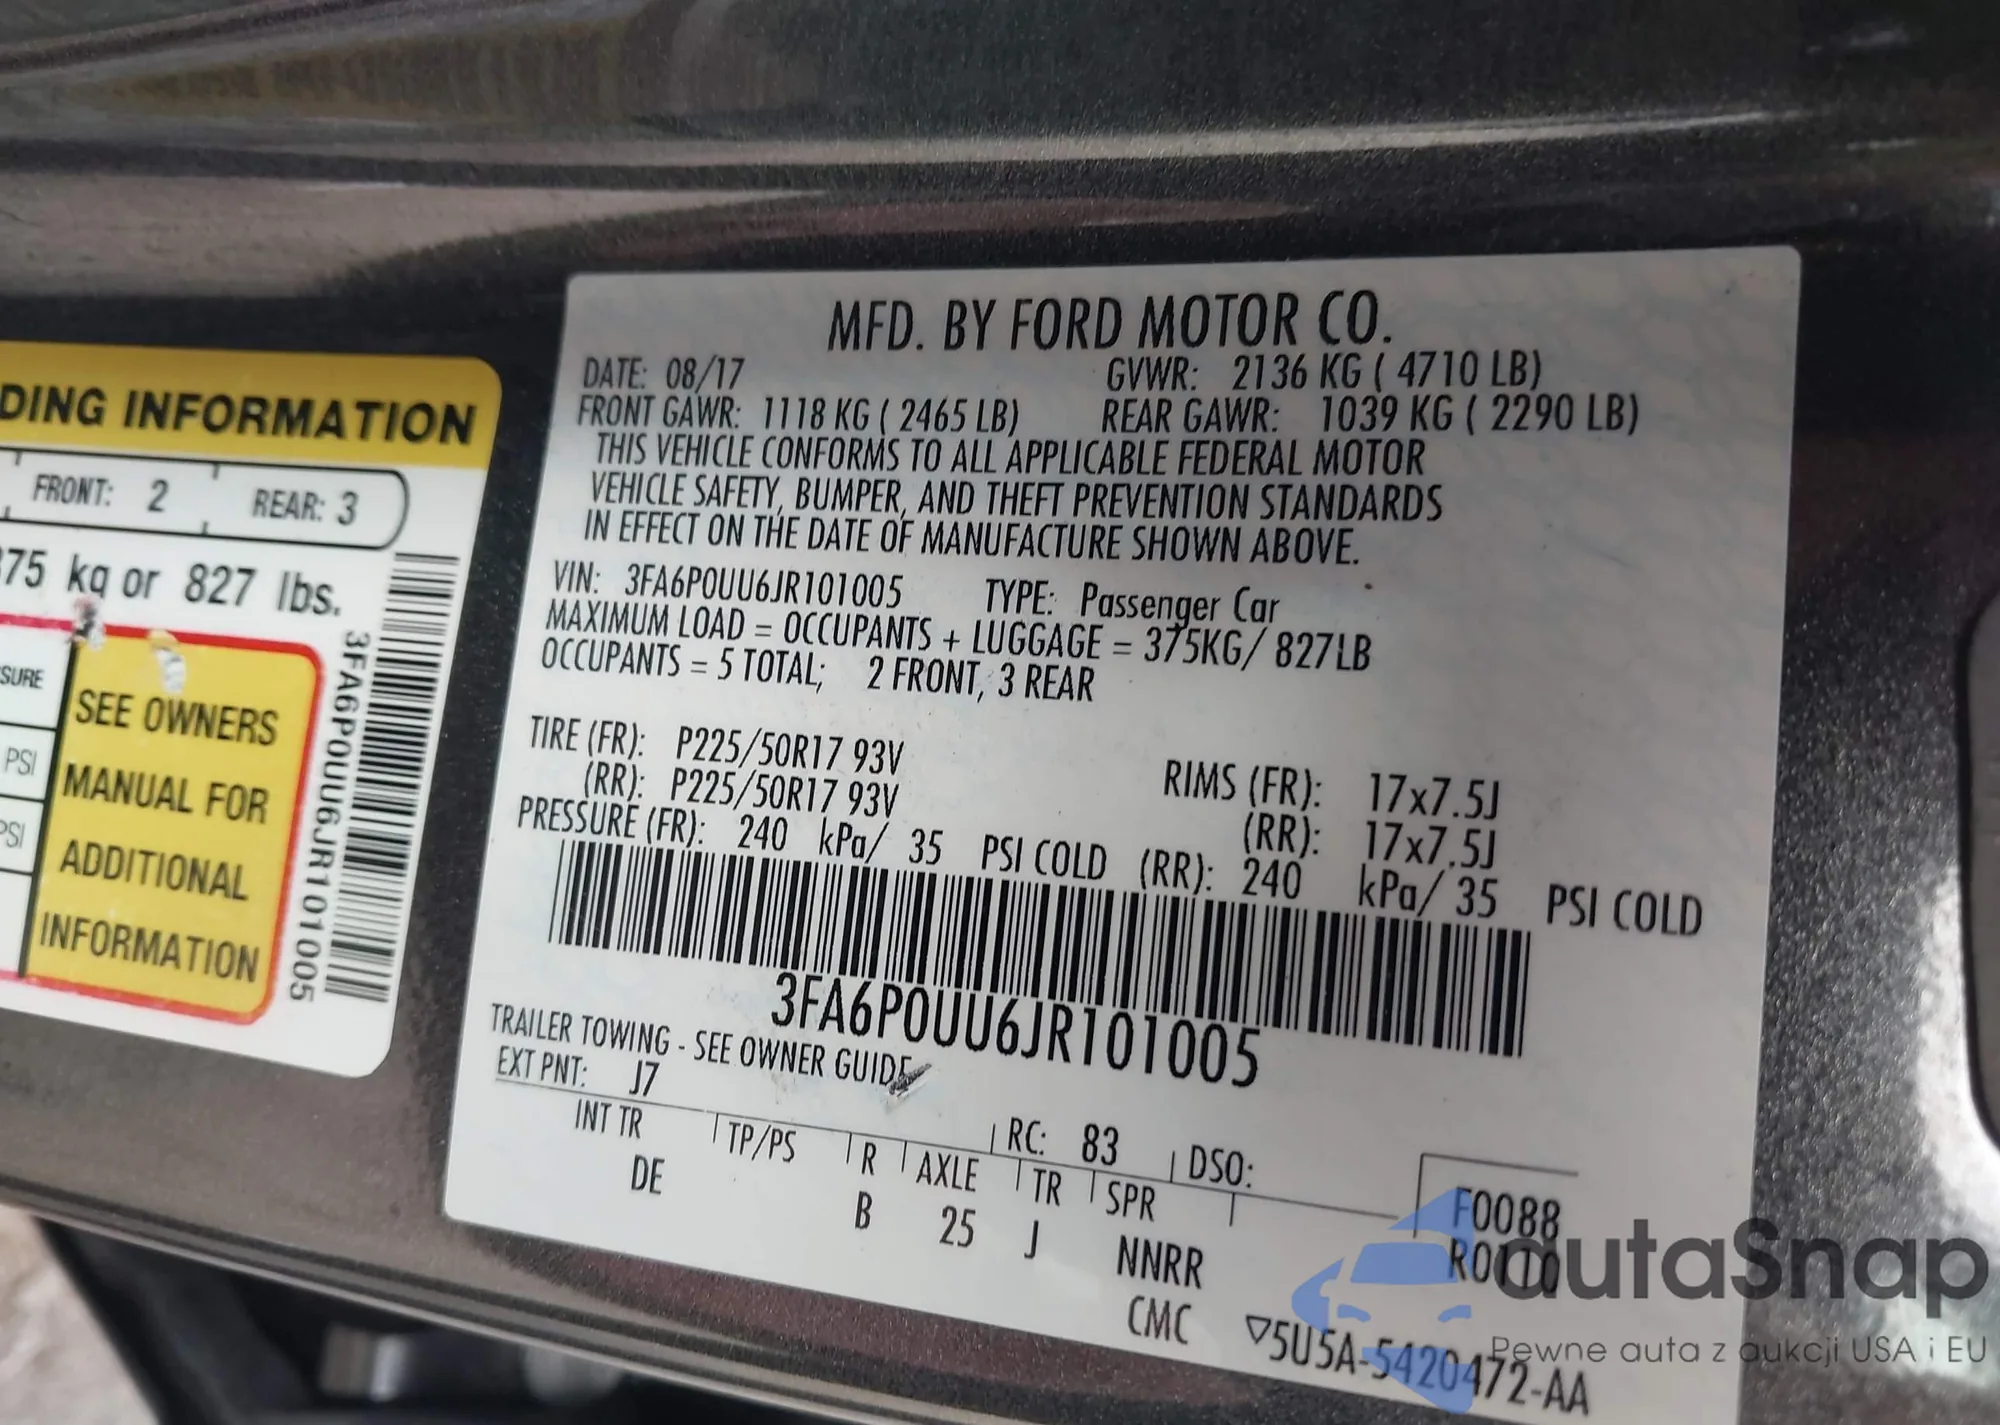 DING INFORMATION
FRONT: 2 REAR: 3
375 kg or 827 lbs.
SURE
PSI
PSI
SEE OWNERS
MANUAL FOR
ADDITIONAL
INFORMATION
3FA6P0UU6JR101005
MFD. BY FORD MOTOR CO.
DATE: 08/17 GVWR: 2136 KG ( 4710 LB)
FRONT GAWR: 1118 KG ( 2465 LB) REAR GAWR: 1039 KG ( 2290 LB)
THIS VEHICLE CONFORMS TO ALL APPLICABLE FEDERAL MOTOR
VEHICLE SAFETY, BUMPER, AND THEFT PREVENTION STANDARDS
IN EFFECT ON THE DATE OF MANUFACTURE SHOWN ABOVE.
VIN: 3FA6P0UU6JR101005 TYPE: Passenger Car
MAXIMUM LOAD = OCCUPANTS + LUGGAGE = 375KG/ 827LB
OCCUPANTS = 5 TOTAL; 2 FRONT, 3 REAR
TIRE (FR): P225/50R17 93V RIMS (FR): 17x7.5J
(RR): P225/50R17 93V (RR): 17x7.5J
PRESSURE (FR): 240 kPa/ 35 PSI COLD (RR): 240 kPa/ 35 PSI COLD
3FA6P0UU6JR101005
TRAILER TOWING - SEE OWNER GUIDE
EXT PNT: J7 RC: 83 DSO:
INT TR TP/PS R AXLE TR SPR F0088
DE B 25 J NNRR R0110
CMC ▽5U5A-5420472-AA
autaSnap
Pewne auta z aukcji USA i EU